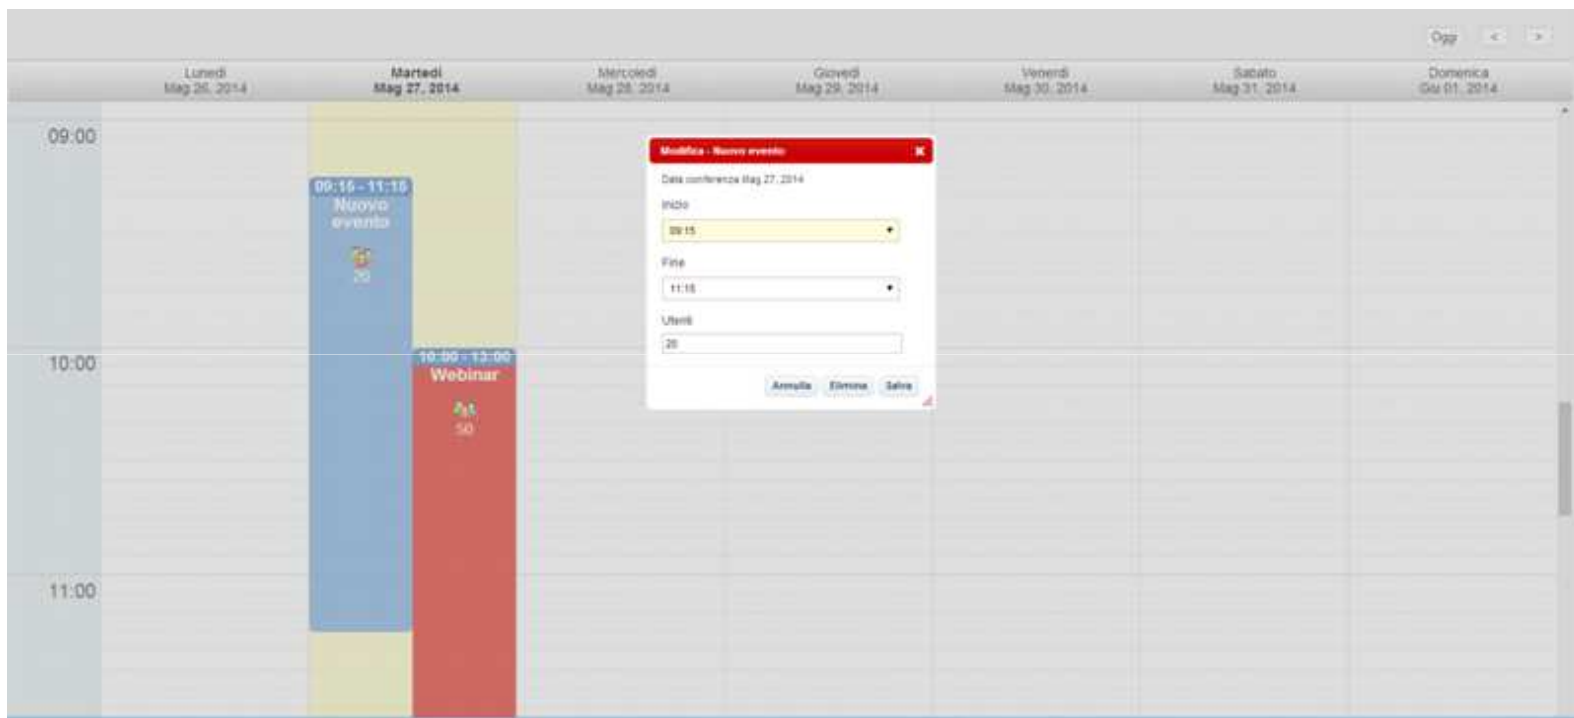 Oggi < >
Lunedì Martedì Mercoledì Giovedì Venerdì Sabato Domenica
Mag 26, 2014 Mag 27, 2014 Mag 28, 2014 Mag 29, 2014 Mag 30, 2014 Mag 31, 2014 Giu 01, 2014
09:00
09:15 - 11:15
Nuovo
evento
20
Modifica - Nuovo evento
Data conferenza Mag 27, 2014
Inizio
09:15
Fine
11:15
Utenti
20
Annulla Elimina Salva
10:00
10:00 - 13:00
Webinar
50
11:00